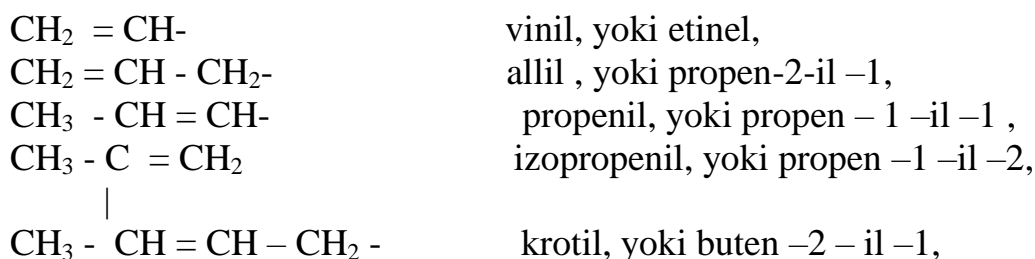 CH₂ = CH- vinil, yoki etinel,
CH₂ = CH - CH₂- allil , yoki propen-2-il –1,
CH₃ - CH = CH- propenil, yoki propen – 1 –il –1 ,
CH₃ - C = CH₂ izopropenil, yoki propen –1 –il –2,
|
CH₃ - CH = CH – CH₂ - krotil, yoki buten –2 – il –1,